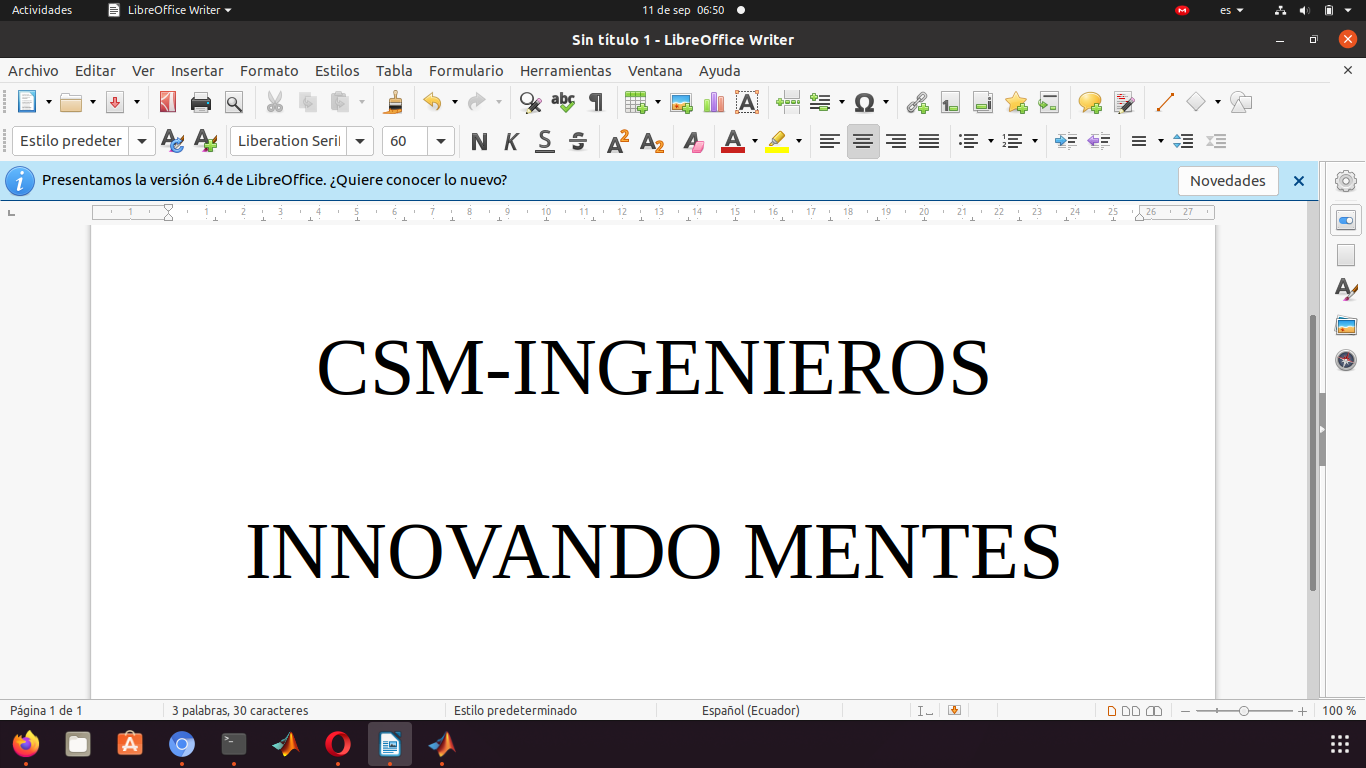 Actividades LibreOffice Writer 11 de sep 06:50 es
Sin título 1 - LibreOffice Writer
Archivo Editar Ver Insertar Formato Estilos Tabla Formulario Herramientas Ventana Ayuda
Estilo predeter Liberation Seri 60 N K S S A2 A2 A
Presentamos la versión 6.4 de LibreOffice. ¿Quiere conocer lo nuevo? Novedades
1 1 2 3 4 5 6 7 8 9 10 11 12 13 14 15 16 17 18 19 20 21 22 23 24 25 26 27
CSM-INGENIEROS
INNOVANDO MENTES
Página 1 de 1 3 palabras, 30 caracteres Estilo predeterminado Español (Ecuador) 100 %